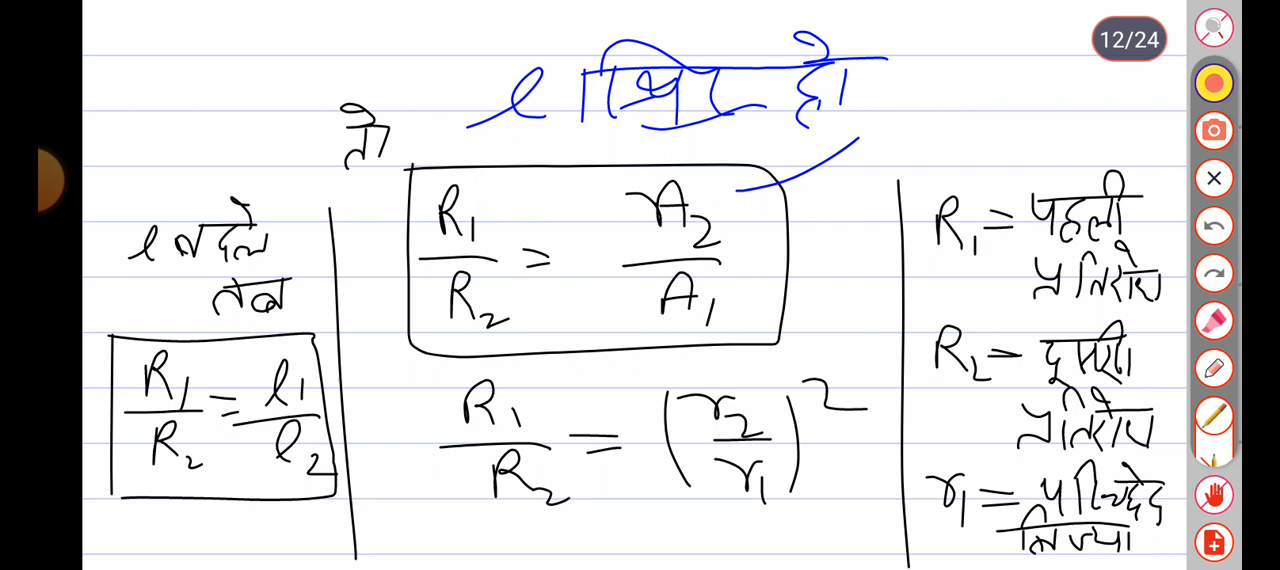 12/24
l स्थिर हो
तो
R₁/R₂ = A₂/A₁
l बदले
तब
R₁/R₂ = l₁/l₂
R₁/R₂ = (r₂/r₁)²
R₁ = पहली
प्रतिरोध
R₂ = दूसरी
प्रतिरोध
r₁ = परिच्छेद
त्रिज्या